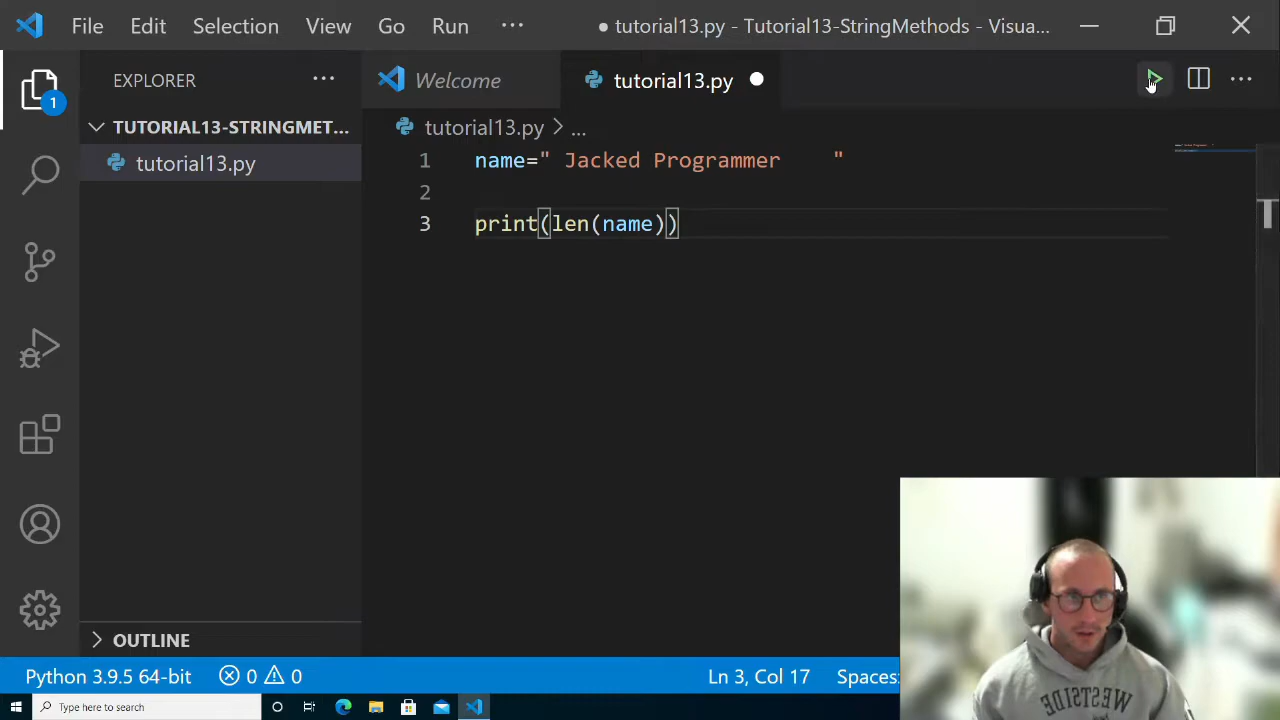 File Edit Selection View Go Run ··· ● tutorial13.py - Tutorial13-StringMethods - Visua...
EXPLORER ···
Welcome
tutorial13.py ●
1
TUTORIAL13-STRINGMET...
tutorial13.py
tutorial13.py > ...
1 name=" Jacked Programmer    "
2
3 print(len(name))
OUTLINE
Python 3.9.5 64-bit 0 0 Ln 3, Col 17 Spaces:
WESTSIDE
Type here to search